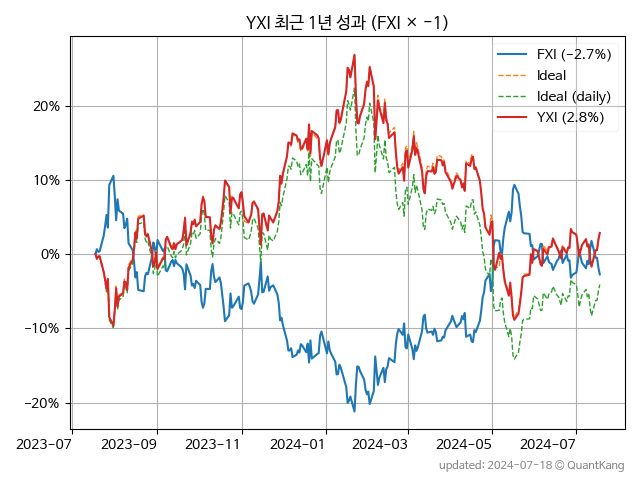 YXI 최근 1년 성과 (FXI × −1)
FXI (−2.7%)
Ideal
Ideal (daily)
YXI (2.8%)
20%
10%
0%
−10%
−20%
2023-07 2023-09 2023-11 2024-01 2024-03 2024-05 2024-07
updated: 2024-07-18 © QuantKang